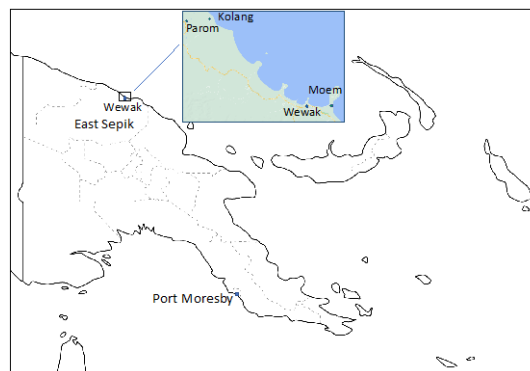 Kolang
Parom
Moem
Wewak
Wewak
East Sepik
Port Moresby